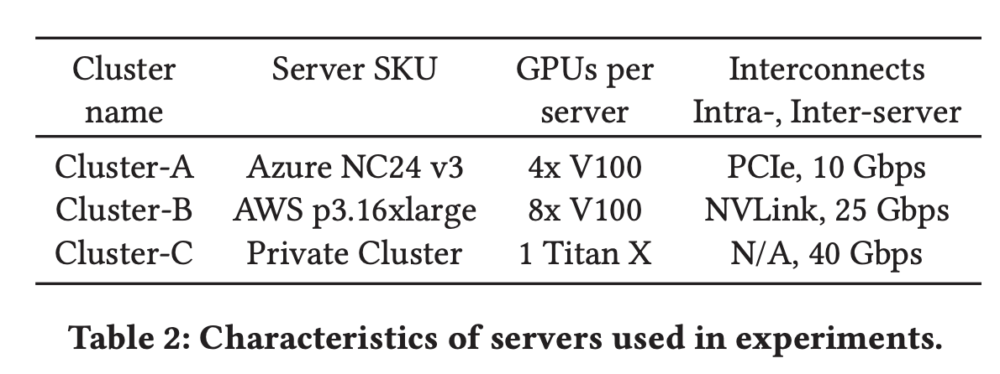 Cluster name Server SKU GPUs per server Interconnects Intra-, Inter-server
Cluster-A Azure NC24 v3 4x V100 PCIe, 10 Gbps
Cluster-B AWS p3.16xlarge 8x V100 NVLink, 25 Gbps
Cluster-C Private Cluster 1 Titan X N/A, 40 Gbps
Table 2: Characteristics of servers used in experiments.